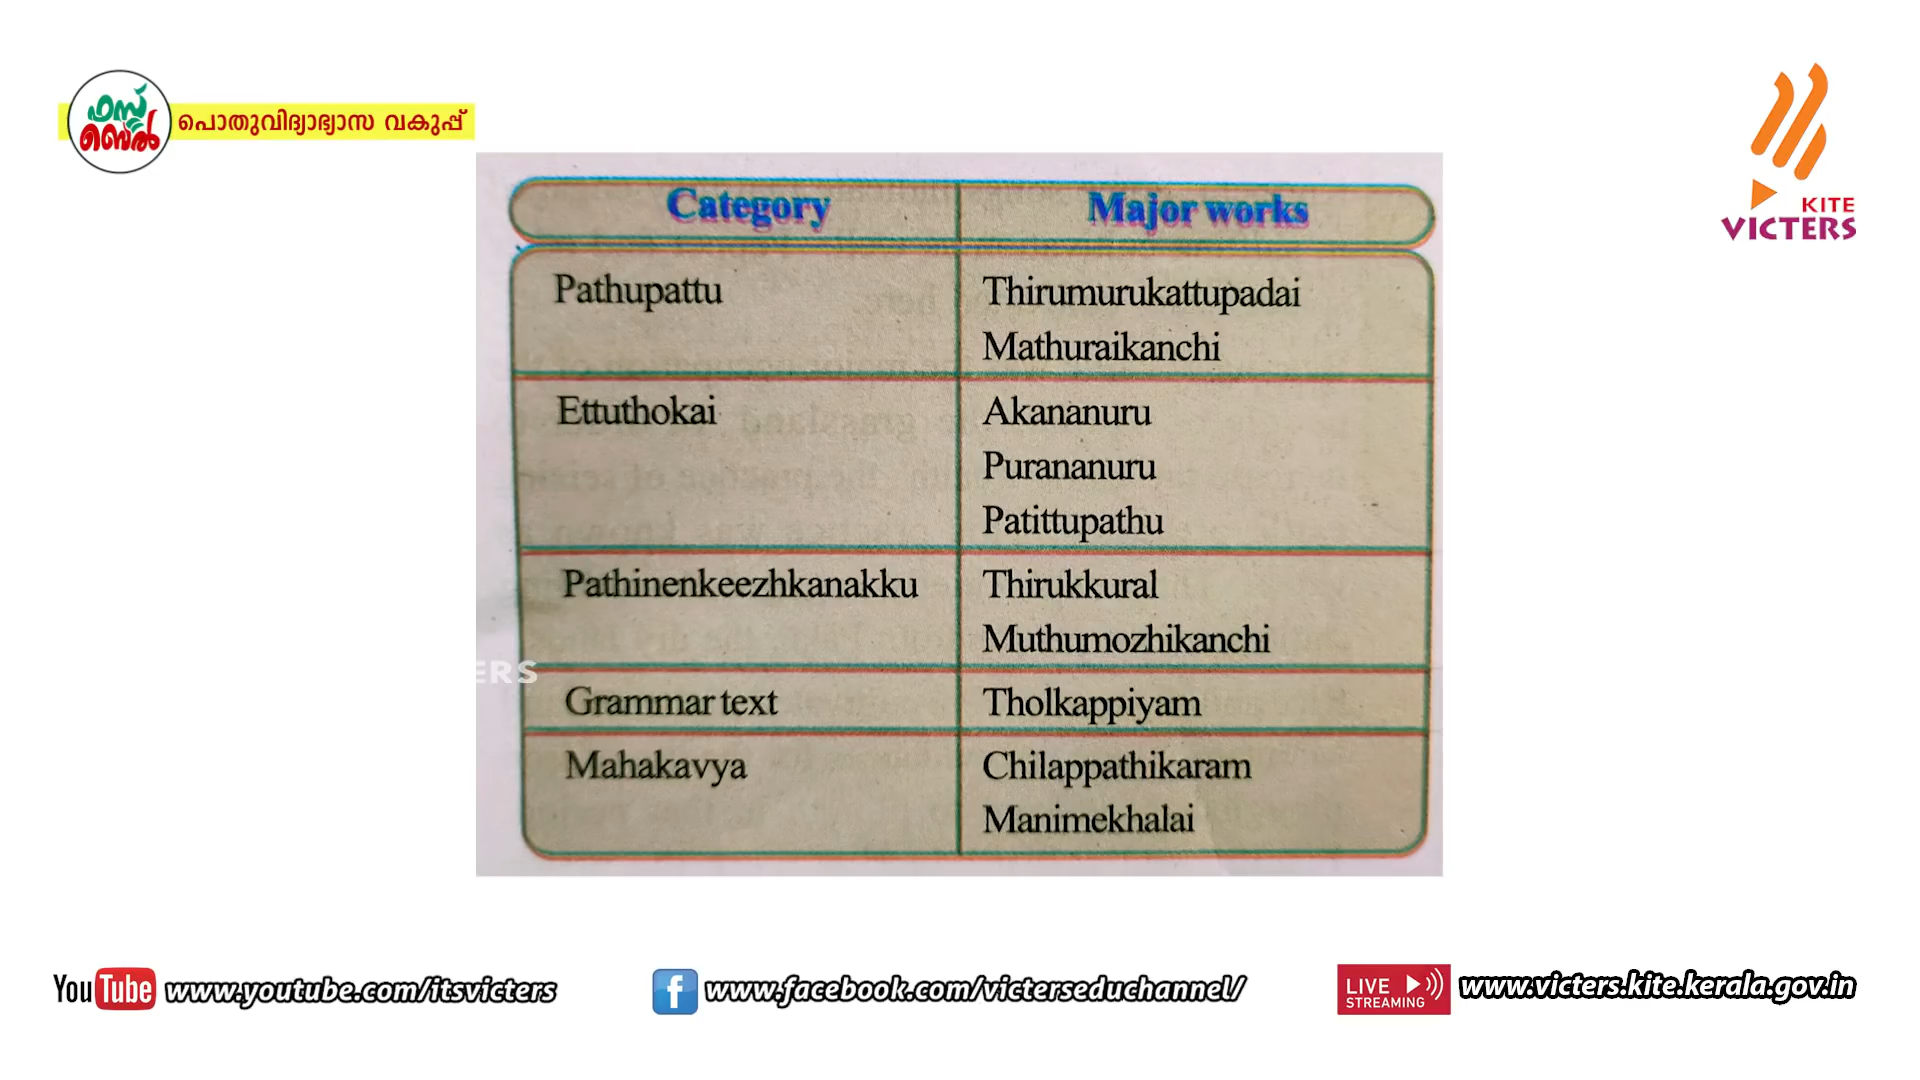 ഫസ്റ്റ്
ബെൽ
പൊതുവിദ്യാഭ്യാസ വകുപ്പ്
KITE
VICTERS
Category Major works
Pathupattu Thirumurukattupadai
Mathuraikanchi
Ettuthokai Akananuru
Purananuru
Patittupathu
Pathinenkeezhkanakku Thirukkural
Muthumozhikanchi
ERS
Grammar text Tholkappiyam
Mahakavya Chilappathikaram
Manimekhalai
YouTube www.youtube.com/itsvicters
f www.facebook.com/victerseduchannel/
LIVE STREAMING www.victers.kite.kerala.gov.in